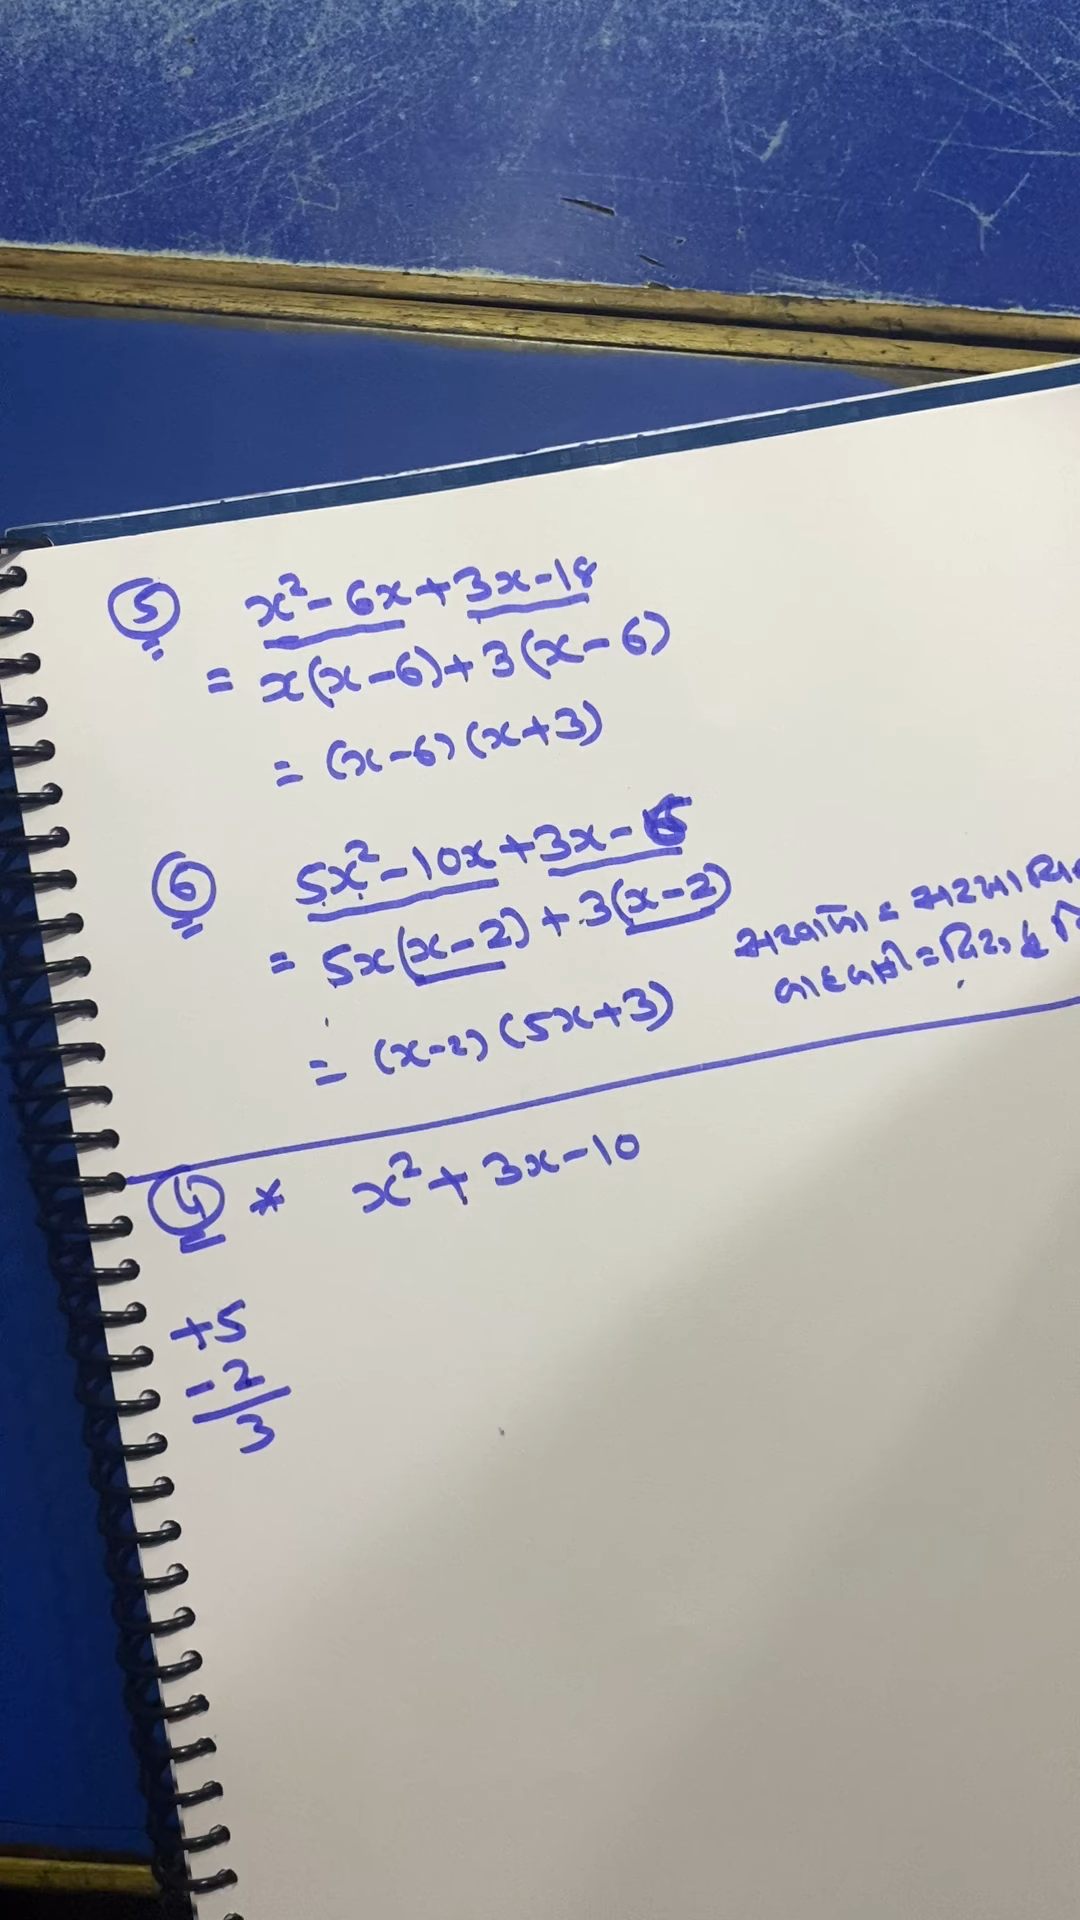 5 x² - 6x + 3x - 18
= x(x-6) + 3(x-6)
= (x-6) (x+3)
6 5x² - 10x + 3x - 6
= 5x(x-2) + 3(x-2)
= (x-2) (5x+3)
4 * x² + 3x - 10
+5
-2
3